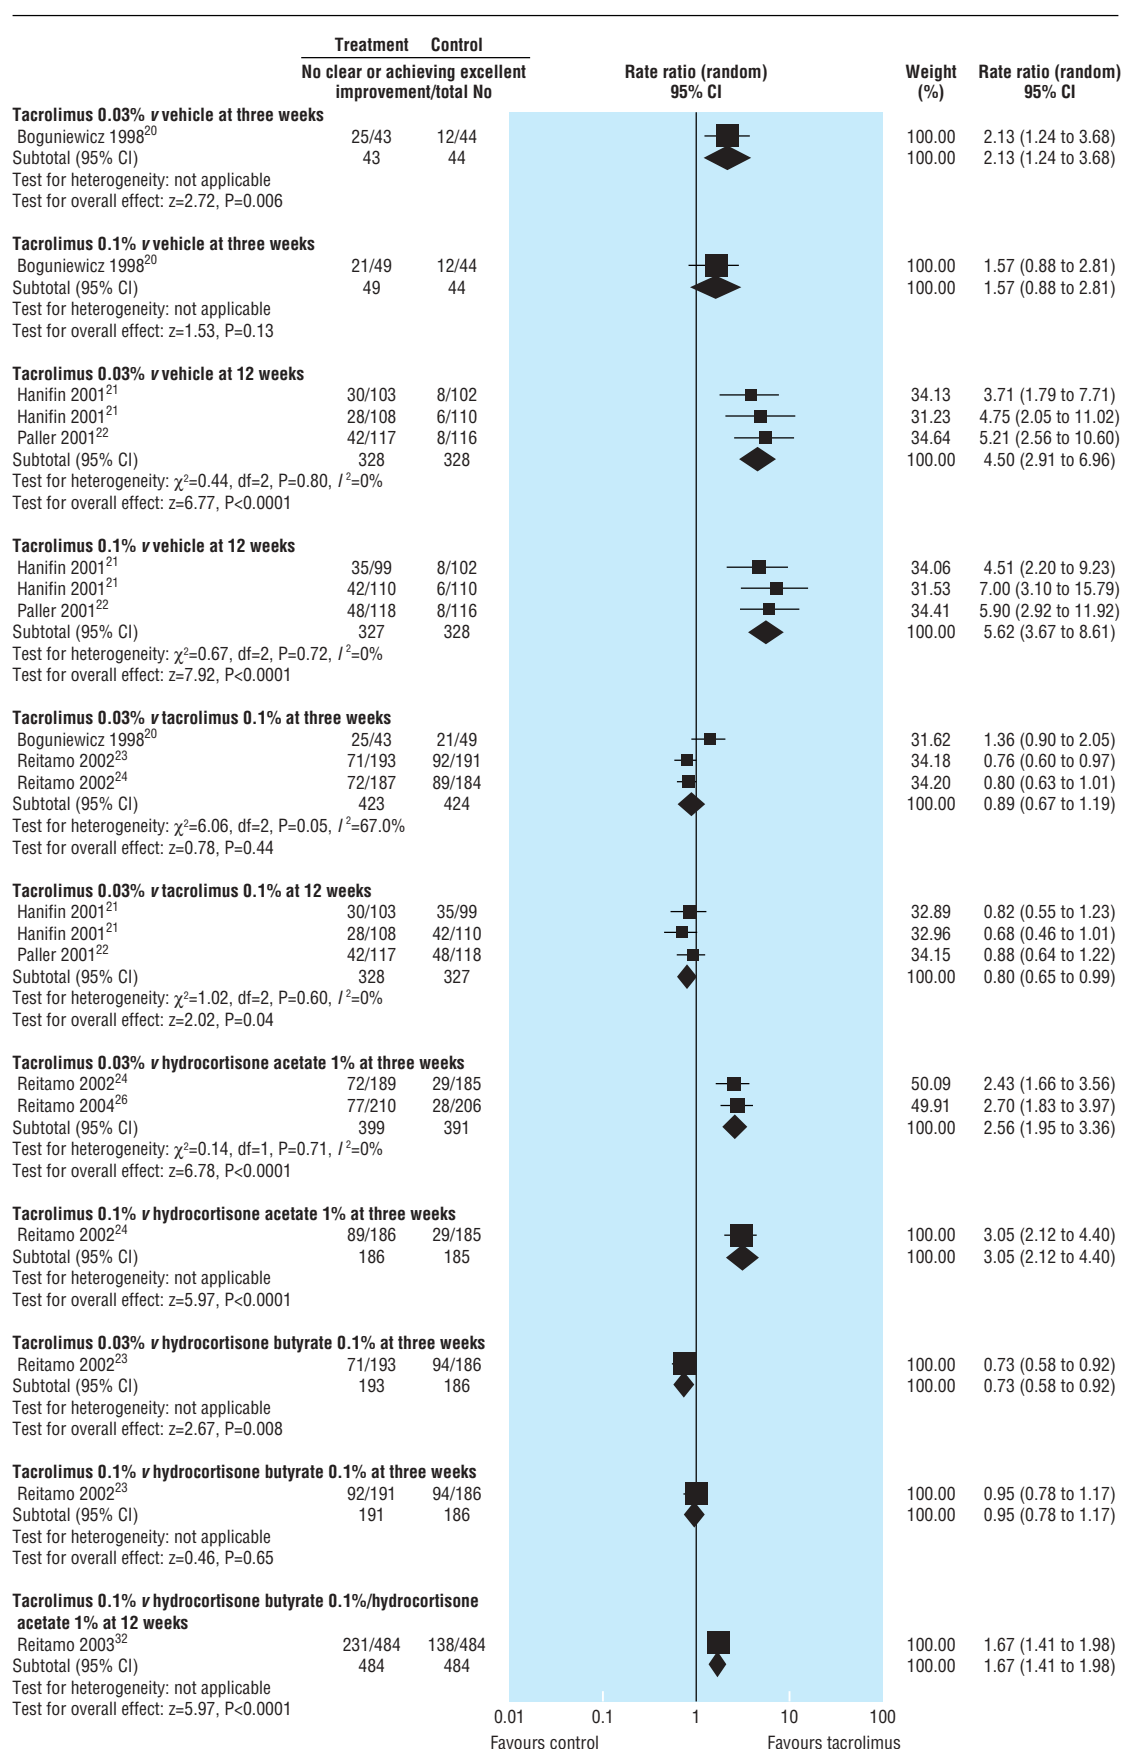 Treatment Control
No clear or achieving excellent improvement/total No
Rate ratio (random) 95% CI
Weight (%)
Rate ratio (random) 95% CI
Tacrolimus 0.03% v vehicle at three weeks
Boguniewicz 199820 25/43 12/44 100.00 2.13 (1.24 to 3.68)
Subtotal (95% CI) 43 44 100.00 2.13 (1.24 to 3.68)
Test for heterogeneity: not applicable
Test for overall effect: z=2.72, P=0.006
Tacrolimus 0.1% v vehicle at three weeks
Boguniewicz 199820 21/49 12/44 100.00 1.57 (0.88 to 2.81)
Subtotal (95% CI) 49 44 100.00 1.57 (0.88 to 2.81)
Test for heterogeneity: not applicable
Test for overall effect: z=1.53, P=0.13
Tacrolimus 0.03% v vehicle at 12 weeks
Hanifin 200121 30/103 8/102 34.13 3.71 (1.79 to 7.71)
Hanifin 200121 28/108 6/110 31.23 4.75 (2.05 to 11.02)
Paller 200122 42/117 8/116 34.64 5.21 (2.56 to 10.60)
Subtotal (95% CI) 328 328 100.00 4.50 (2.91 to 6.96)
Test for heterogeneity: χ²=0.44, df=2, P=0.80, I²=0%
Test for overall effect: z=6.77, P<0.0001
Tacrolimus 0.1% v vehicle at 12 weeks
Hanifin 200121 35/99 8/102 34.06 4.51 (2.20 to 9.23)
Hanifin 200121 42/110 6/110 31.53 7.00 (3.10 to 15.79)
Paller 200122 48/118 8/116 34.41 5.90 (2.92 to 11.92)
Subtotal (95% CI) 327 328 100.00 5.62 (3.67 to 8.61)
Test for heterogeneity: χ²=0.67, df=2, P=0.72, I²=0%
Test for overall effect: z=7.92, P<0.0001
Tacrolimus 0.03% v tacrolimus 0.1% at three weeks
Boguniewicz 199820 25/43 21/49 31.62 1.36 (0.90 to 2.05)
Reitamo 200223 71/193 92/191 34.18 0.76 (0.60 to 0.97)
Reitamo 200224 72/187 89/184 34.20 0.80 (0.63 to 1.01)
Subtotal (95% CI) 423 424 100.00 0.89 (0.67 to 1.19)
Test for heterogeneity: χ²=6.06, df=2, P=0.05, I²=67.0%
Test for overall effect: z=0.78, P=0.44
Tacrolimus 0.03% v tacrolimus 0.1% at 12 weeks
Hanifin 200121 30/103 35/99 32.89 0.82 (0.55 to 1.23)
Hanifin 200121 28/108 42/110 32.96 0.68 (0.46 to 1.01)
Paller 200122 42/117 48/118 34.15 0.88 (0.64 to 1.22)
Subtotal (95% CI) 328 327 100.00 0.80 (0.65 to 0.99)
Test for heterogeneity: χ²=1.02, df=2, P=0.60, I²=0%
Test for overall effect: z=2.02, P=0.04
Tacrolimus 0.03% v hydrocortisone acetate 1% at three weeks
Reitamo 200224 72/189 29/185 50.09 2.43 (1.66 to 3.56)
Reitamo 200426 77/210 28/206 49.91 2.70 (1.83 to 3.97)
Subtotal (95% CI) 399 391 100.00 2.56 (1.95 to 3.36)
Test for heterogeneity: χ²=0.14, df=1, P=0.71, I²=0%
Test for overall effect: z=6.78, P<0.0001
Tacrolimus 0.1% v hydrocortisone acetate 1% at three weeks
Reitamo 200224 89/186 29/185 100.00 3.05 (2.12 to 4.40)
Subtotal (95% CI) 186 185 100.00 3.05 (2.12 to 4.40)
Test for heterogeneity: not applicable
Test for overall effect: z=5.97, P<0.0001
Tacrolimus 0.03% v hydrocortisone butyrate 0.1% at three weeks
Reitamo 200223 71/193 94/186 100.00 0.73 (0.58 to 0.92)
Subtotal (95% CI) 193 186 100.00 0.73 (0.58 to 0.92)
Test for heterogeneity: not applicable
Test for overall effect: z=2.67, P=0.008
Tacrolimus 0.1% v hydrocortisone butyrate 0.1% at three weeks
Reitamo 200223 92/191 94/186 100.00 0.95 (0.78 to 1.17)
Subtotal (95% CI) 191 186 100.00 0.95 (0.78 to 1.17)
Test for heterogeneity: not applicable
Test for overall effect: z=0.46, P=0.65
Tacrolimus 0.1% v hydrocortisone butyrate 0.1%/hydrocortisone
acetate 1% at 12 weeks
Reitamo 200332 231/484 138/484 100.00 1.67 (1.41 to 1.98)
Subtotal (95% CI) 484 484 100.00 1.67 (1.41 to 1.98)
Test for heterogeneity: not applicable
Test for overall effect: z=5.97, P<0.0001
0.01 0.1 1 10 100
Favours control Favours tacrolimus